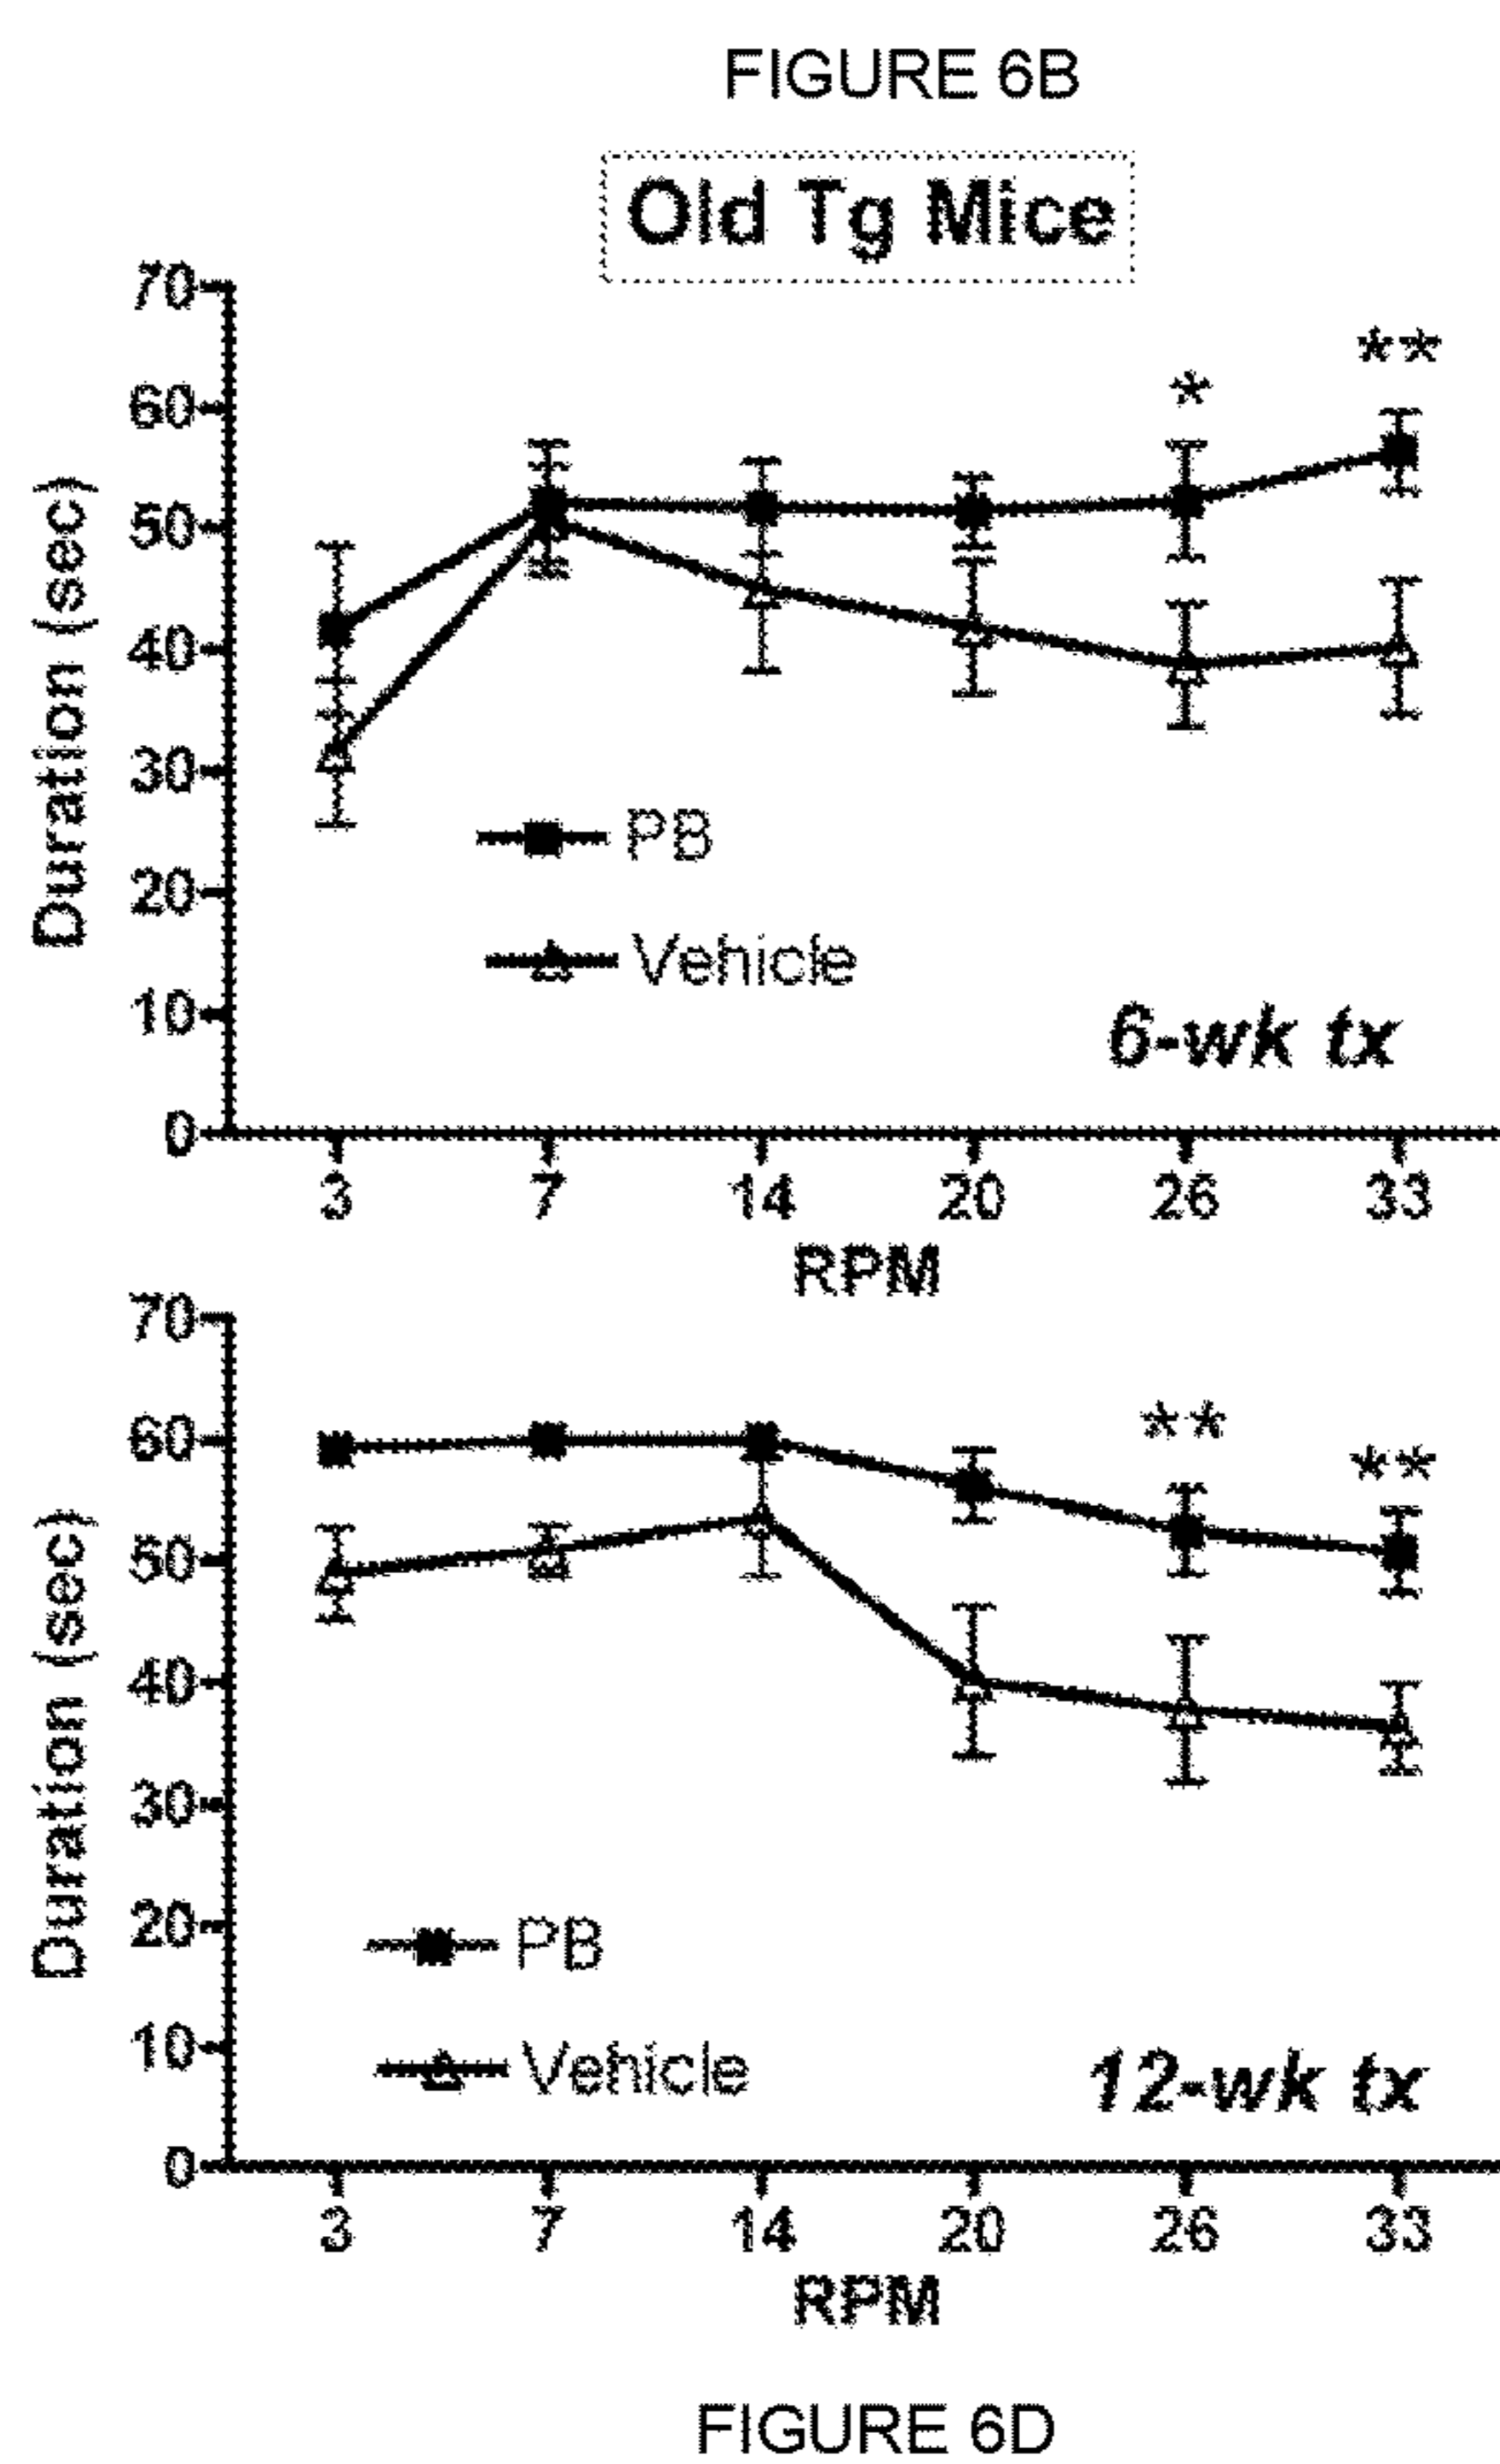 FIGURE 6B
Old Tg Mice
70
60
50
40
30
20
10
0
Duration (sec)
*
**
PB
Vehicle
6-wk tx
3 7 14 20 26 33
RPM
70
60
50
40
30
20
10
0
Duration (sec)
**
**
PB
Vehicle
12-wk tx
3 7 14 20 26 33
RPM
FIGURE 6D